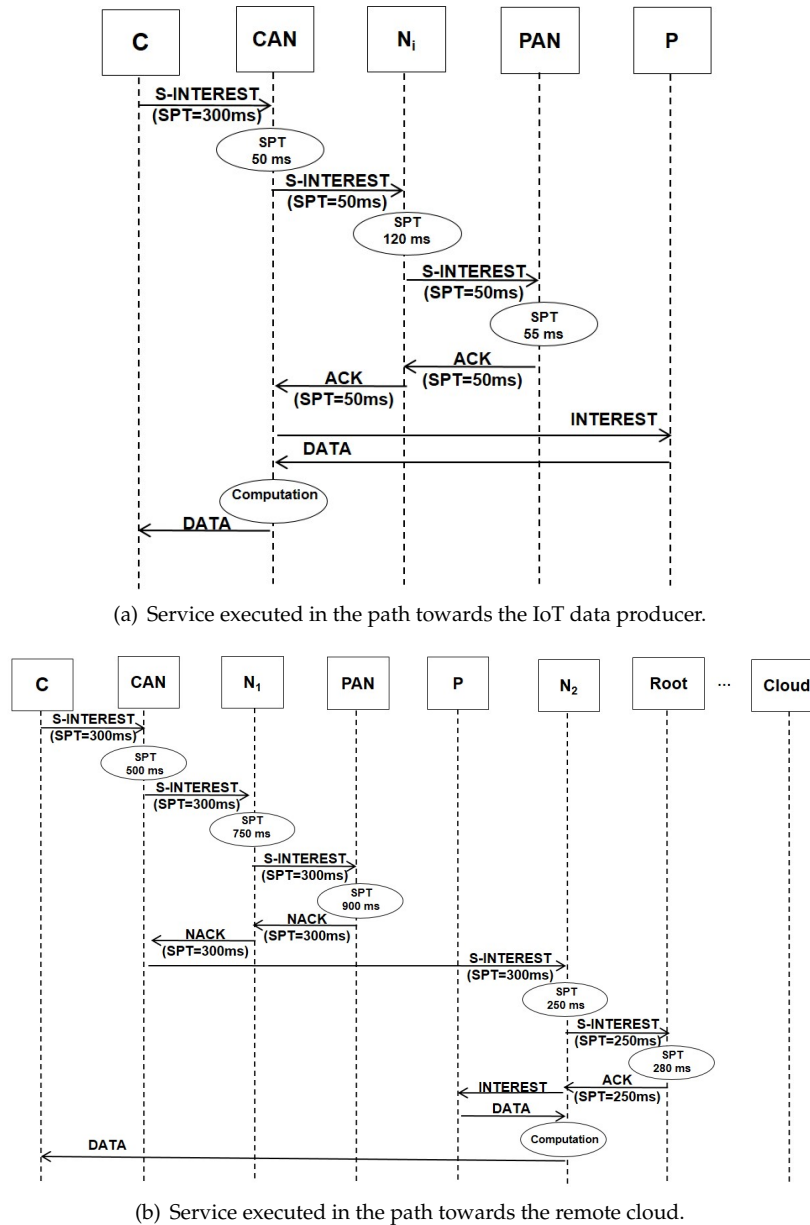 C CAN Ni PAN P
S-INTEREST
(SPT=300ms)
SPT
50 ms
S-INTEREST
(SPT=50ms)
SPT
120 ms
S-INTEREST
(SPT=50ms)
SPT
55 ms
ACK
(SPT=50ms)
ACK
(SPT=50ms)
INTEREST
DATA
Computation
DATA
(a) Service executed in the path towards the IoT data producer.
C CAN N1 PAN P N2 Root ... Cloud
S-INTEREST
(SPT=300ms)
SPT
500 ms
S-INTEREST
(SPT=300ms)
SPT
750 ms
S-INTEREST
(SPT=300ms)
SPT
900 ms
NACK
(SPT=300ms)
NACK
(SPT=300ms)
S-INTEREST
(SPT=300ms)
SPT
250 ms
S-INTEREST
(SPT=250ms)
SPT
280 ms
ACK
(SPT=250ms)
INTEREST
DATA
Computation
DATA
(b) Service executed in the path towards the remote cloud.